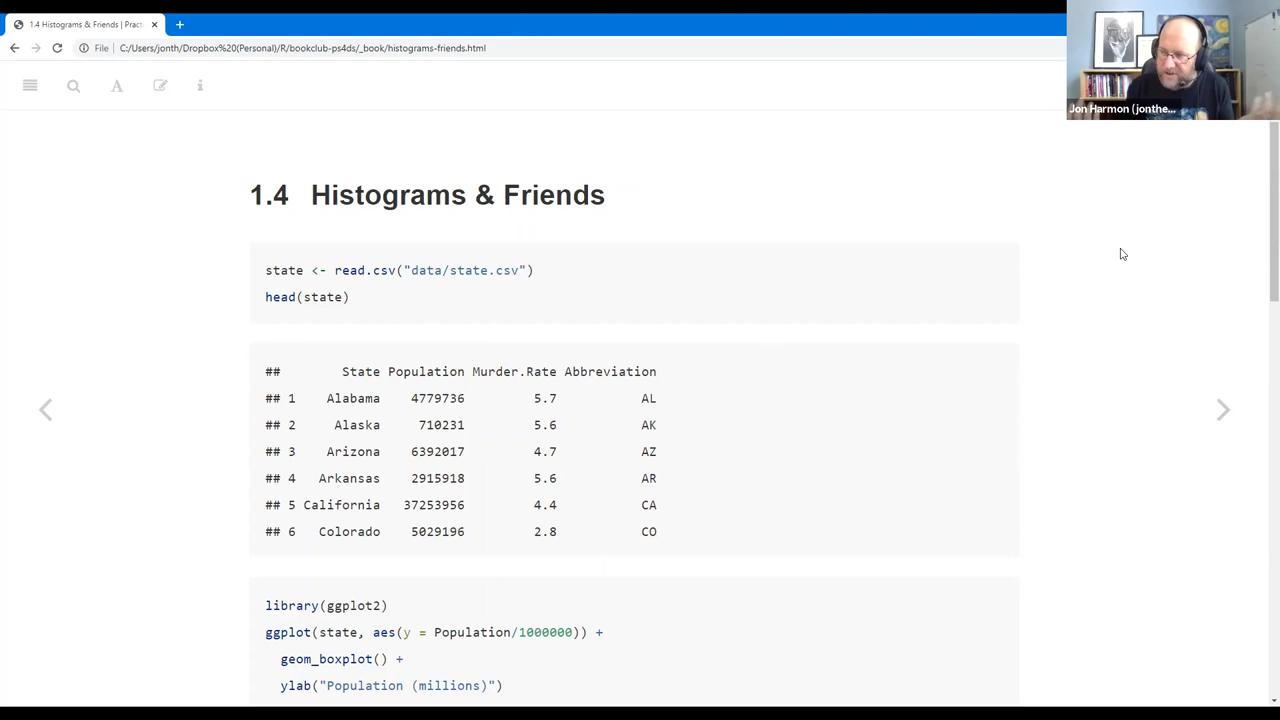 1.4 Histograms & Friends | Prac
File C:/Users/jonth/Dropbox%20(Personal)/R/bookclub-ps4ds/_book/histograms-friends.html
Jon Harmon (jonthe...
1.4 Histograms & Friends
state <- read.csv("data/state.csv")
head(state)
## State Population Murder.Rate Abbreviation
## 1 Alabama 4779736 5.7 AL
## 2 Alaska 710231 5.6 AK
## 3 Arizona 6392017 4.7 AZ
## 4 Arkansas 2915918 5.6 AR
## 5 California 37253956 4.4 CA
## 6 Colorado 5029196 2.8 CO
library(ggplot2)
ggplot(state, aes(y = Population/1000000)) +
geom_boxplot() +
ylab("Population (millions)")